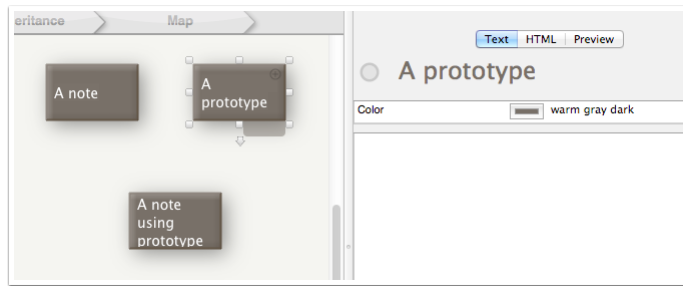 eritance
Map
A note
A
prototype
A note
using
prototype
Text HTML Preview
A prototype
Color
warm gray dark